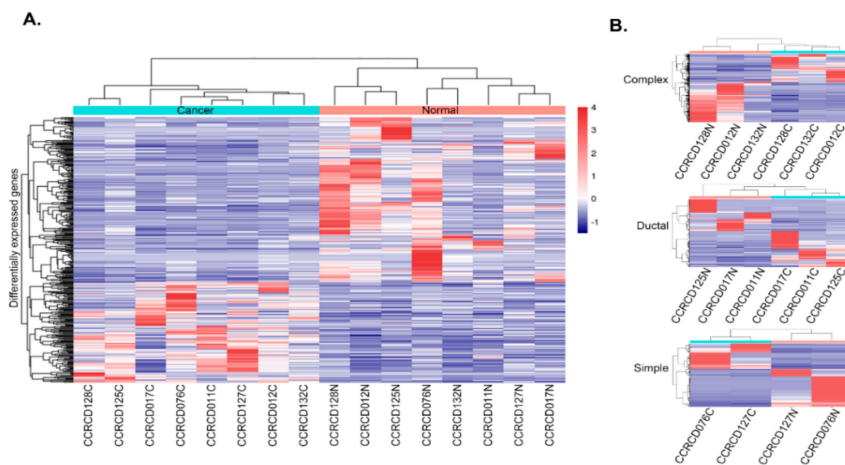 A.
Cancer
Normal
Differentially expressed genes
4
3
2
1
0
-1
CCRCD128C
CCRCD125C
CCRCD017C
CCRCD076C
CCRCD011C
CCRCD127C
CCRCD012C
CCRCD132C
CCRCD128N
CCRCD012N
CCRCD125N
CCRCD076N
CCRCD132N
CCRCD011N
CCRCD127N
CCRCD017N
B.
Complex
CCRCD128N
CCRCD012N
CCRCD132N
CCRCD128C
CCRCD132C
CCRCD012C
Ductal
CCRCD125N
CCRCD017N
CCRCD011N
CCRCD017C
CCRCD011C
CCRCD125C
Simple
CCRCD076C
CCRCD127C
CCRCD127N
CCRCD076N